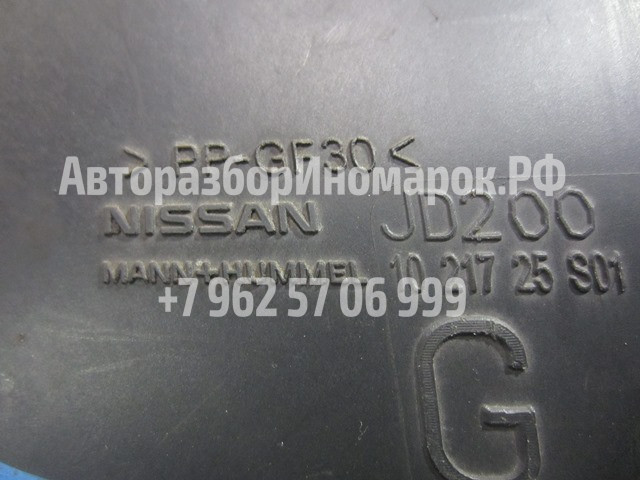 >PP-GF30<
АвторазборИномарок.РФ
NISSAN JD200
MANN+HUMMEL 10 217 25 S01
+7 962 57 06 999
G